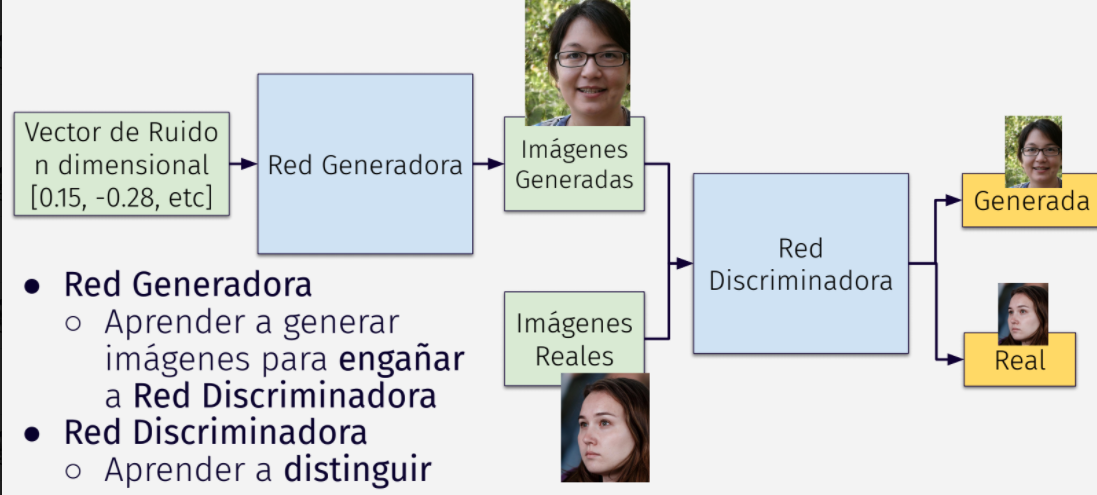 Vector de Ruido
n dimensional
[0.15, -0.28, etc]
Red Generadora
Imágenes
Generadas
Imágenes
Reales
Red
Discriminadora
Generada
Real
● Red Generadora
○ Aprender a generar
imágenes para engañar
a Red Discriminadora
● Red Discriminadora
○ Aprender a distinguir